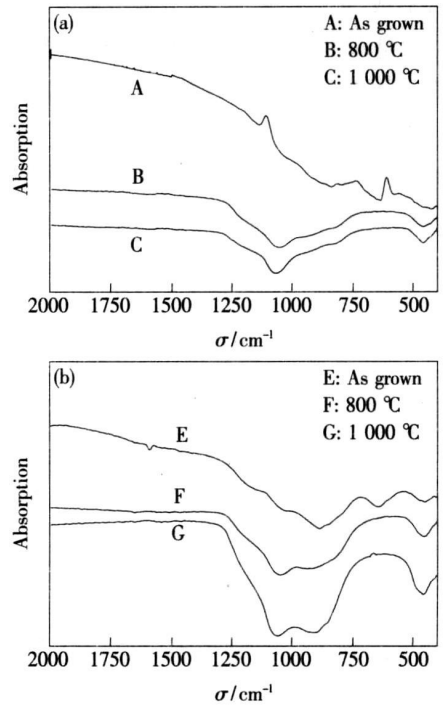 (a)
A: As grown
B: 800 ℃
C: 1 000 ℃
A
B
C
Absorption
2000 1750 1500 1250 1000 750 500
σ/cm⁻¹
(b)
E: As grown
F: 800 ℃
G: 1 000 ℃
E
F
G
Absorption
2000 1750 1500 1250 1000 750 500
σ/cm⁻¹